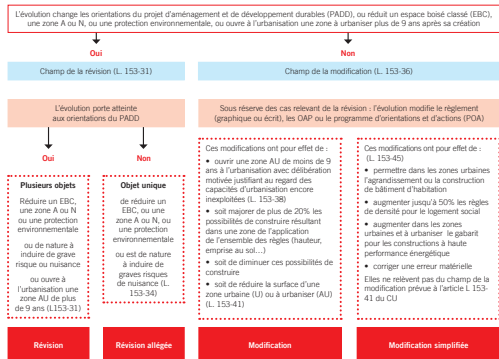 L'évolution change les orientations du projet d'aménagement et de développement durables (PADD), ou réduit un espace boisé classé (EBC),
une zone A ou N, ou une protection environnementale, ou ouvre à l'urbanisation une zone à urbaniser plus de 9 ans après sa création
Oui
Non
Champ de la révision (L. 153-31)
Champ de la modification (L. 153-36)
L'évolution porte atteinte
aux orientations du PADD
Sous réserve des cas relevant de la révision : l'évolution modifie le règlement
(graphique ou écrit), les OAP ou le programme d'orientations et d'actions (POA)
Oui
Non
Plusieurs objets
Réduire un EBC,
une zone A ou N
ou une protection
environnementale
ou de nature à
induire de grave
risque ou nuisance
ou ouvre à
l'urbanisation une
zone AU de plus
de 9 ans (L153-31)
Objet unique
de réduire un
EBC, ou une
zone A ou N, ou
une protection
environnementale
ou est de nature
à induire de
graves risques
de nuisance (L.
153-34)
Ces modifications ont pour effet de :
• ouvrir une zone AU de moins de 9
ans à l'urbanisation avec délibération
motivée justifiant au regard des
capacités d'urbanisation encore
inexploitées (L. 153-38)
• soit majorer de plus de 20% les
possibilités de construire résultant
dans une zone de l'application
de l'ensemble des règles (hauteur,
emprise au sol...)
• soit de diminuer ces possibilités de
construire
• soit de réduire la surface d'une
zone urbaine (U) ou à urbaniser (AU)
(L. 153-41)
Ces modifications ont pour effet de :
(L. 153-45)
• permettre dans les zones urbaines
l'agrandissement ou la construction
de bâtiment d'habitation
• augmenter jusqu'à 50% les règles
de densité pour le logement social
• augmenter dans les zones
urbaines et à urbaniser le gabarit
pour les constructions à haute
performance énergétique
• corriger une erreur matérielle
Elles ne relèvent pas du champ de la
modification prévue à l'article L 153-
41 du CU
Révision
Révision allégée
Modification
Modification simplifiée